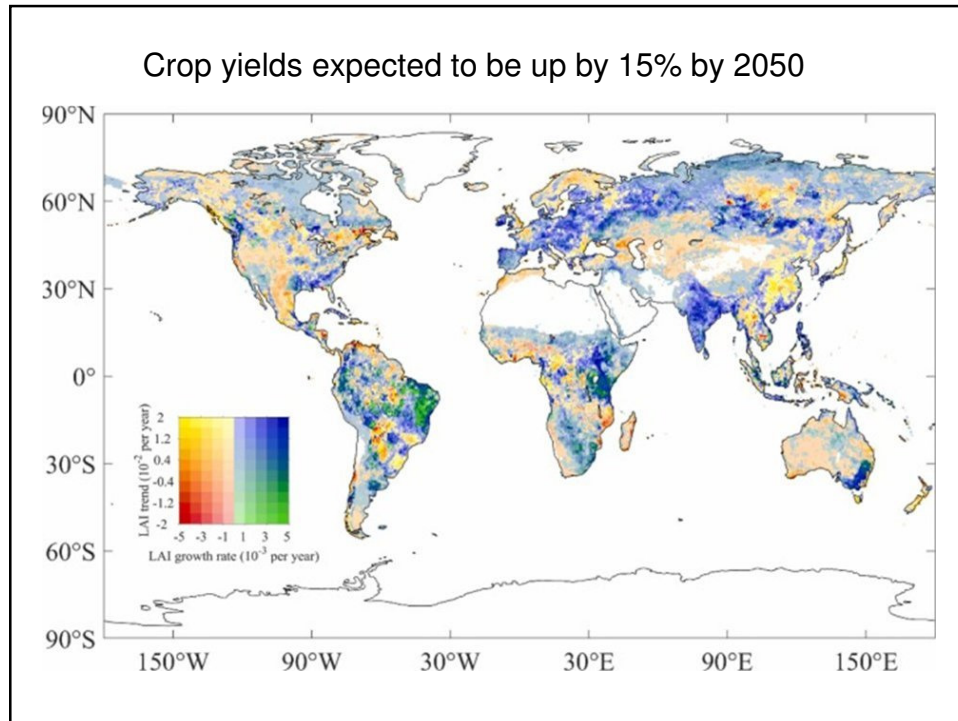 Crop yields expected to be up by 15% by 2050
90°N
60°N
30°N
0°
30°S
60°S
90°S
150°W
90°W
30°W
30°E
90°E
150°E
LAI trend (10⁻² per year)
2
1.2
0.4
-0.4
-1.2
-2
-5 -3 -1 1 3 5
LAI growth rate (10⁻³ per year)